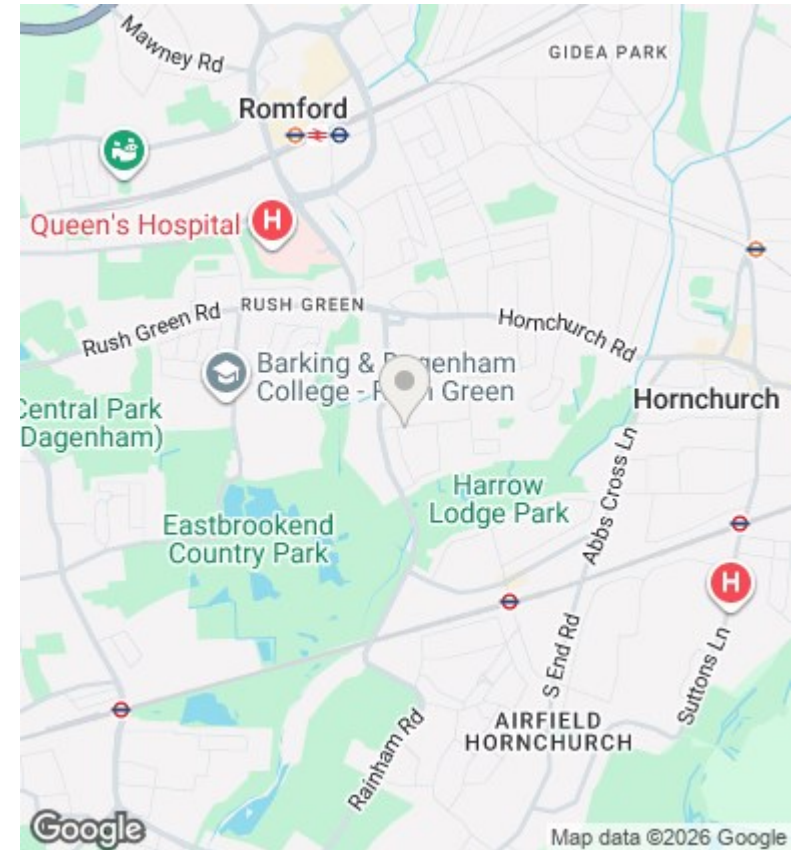 Mawney Rd
GIDEA PARK
Romford
Queen's Hospital
H
Rush Green Rd
RUSH GREEN
Hornchurch Rd
Barking & Dagenham
College - Rush Green
Hornchurch
Central Park
(Dagenham)
Abbs Cross Ln
Harrow
Lodge Park
Eastbrookend
Country Park
H
S End Rd
Suttons Ln
AIRFIELD
HORNCHURCH
Rainham Rd
Google
Map data ©2026 Google